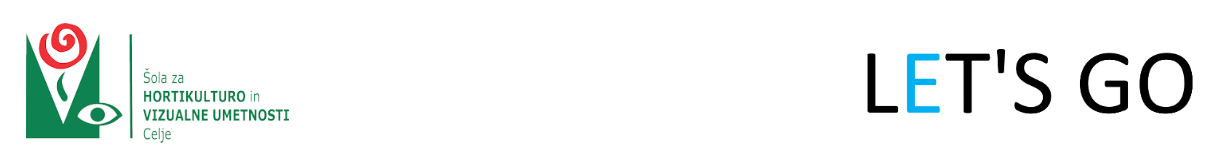 Šola za
HORTIKULTURO in
VIZUALNE UMETNOSTI
Celje
LET'S GO